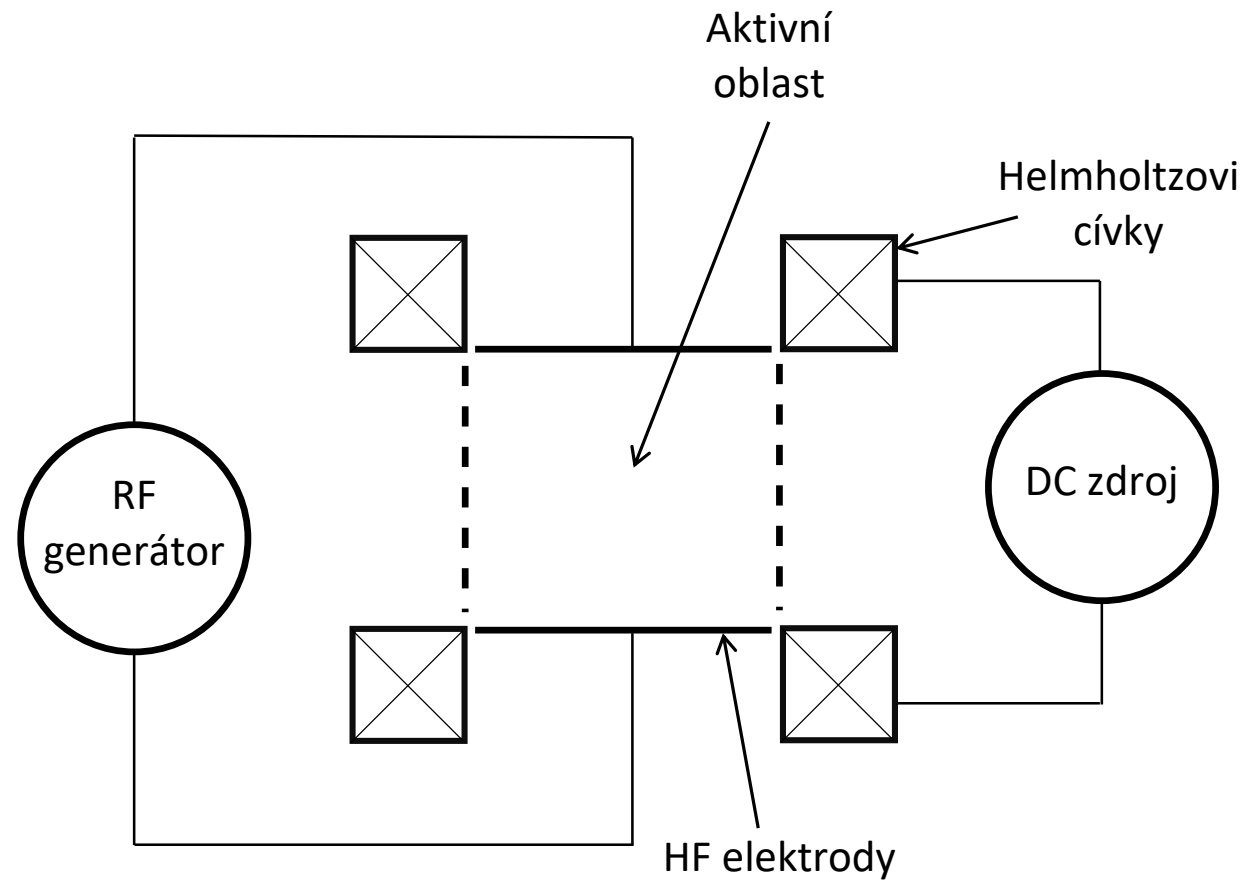 Aktivní
oblast
Helmholtzovi
cívky
RF
generátor
DC zdroj
HF elektrody